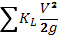 ∑ K_L V²/2g